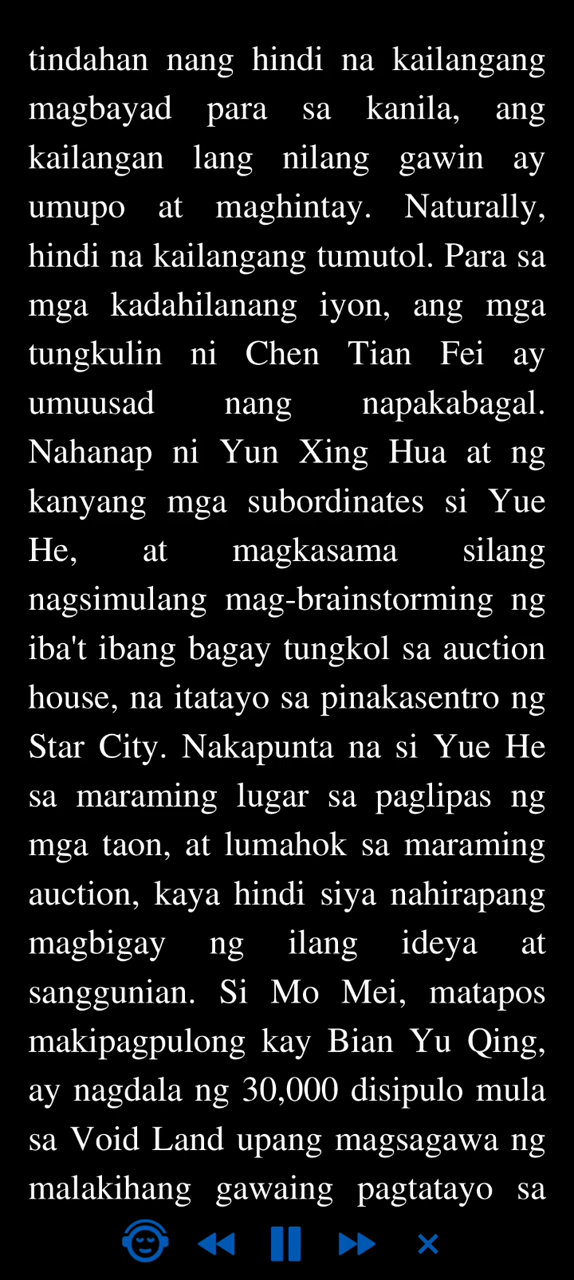 tindahan nang hindi na kailangang
magbayad para sa kanila, ang
kailangan lang nilang gawin ay
umupo at maghintay. Naturally,
hindi na kailangang tumutol. Para sa
mga kadahilanang iyon, ang mga
tungkulin ni Chen Tian Fei ay
umuusad nang napakabagal.
Nahanap ni Yun Xing Hua at ng
kanyang mga subordinates si Yue
He, at magkasama silang
nagsimulang mag-brainstorming ng
iba't ibang bagay tungkol sa auction
house, na itatayo sa pinakasentro ng
Star City. Nakapunta na si Yue He
sa maraming lugar sa paglipas ng
mga taon, at lumahok sa maraming
auction, kaya hindi siya nahirapang
magbigay ng ilang ideya at
sanggunian. Si Mo Mei, matapos
makipagpulong kay Bian Yu Qing,
ay nagdala ng 30,000 disipulo mula
sa Void Land upang magsagawa ng
malakihang gawaing pagtatayo sa